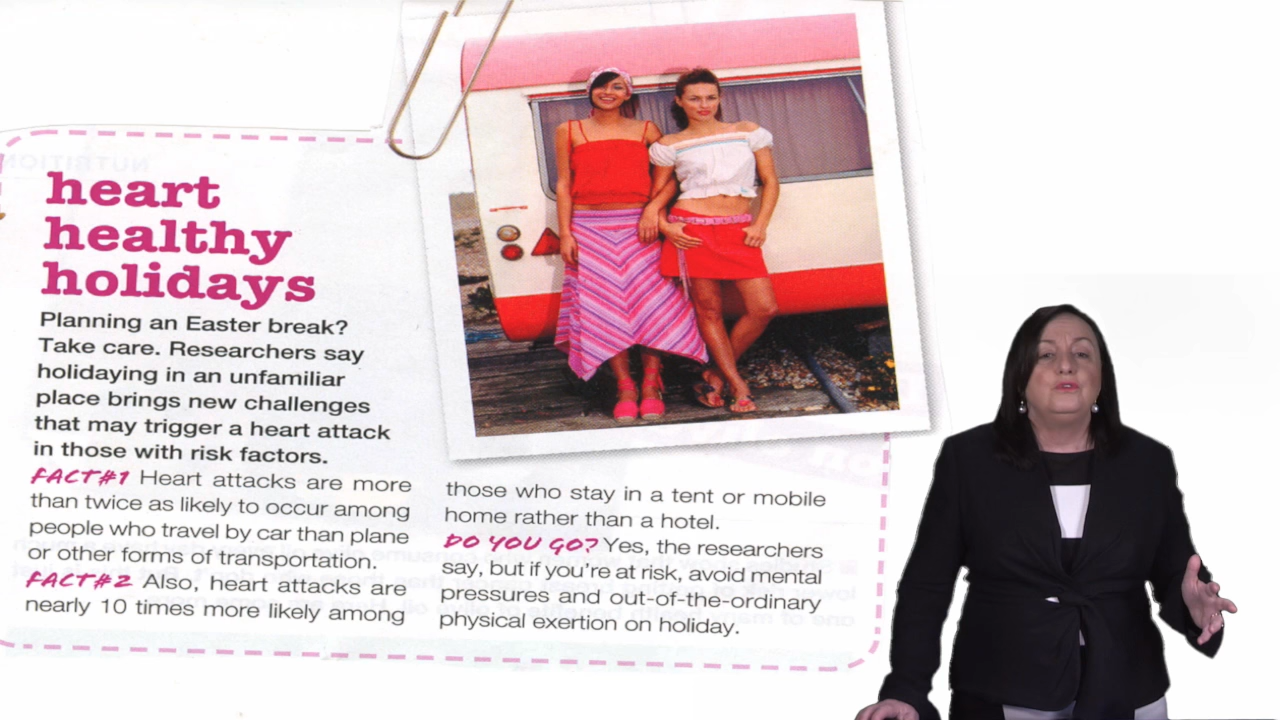 heart
healthy
holidays
Planning an Easter break?
Take care. Researchers say
holidaying in an unfamiliar
place brings new challenges
that may trigger a heart attack
in those with risk factors.
FACT#1 Heart attacks are more
than twice as likely to occur among
people who travel by car than plane
or other forms of transportation.
FACT#2 Also, heart attacks are
nearly 10 times more likely among
those who stay in a tent or mobile
home rather than a hotel.
DO YOU GO? Yes, the researchers
say, but if you're at risk, avoid mental
pressures and out-of-the-ordinary
physical exertion on holiday.